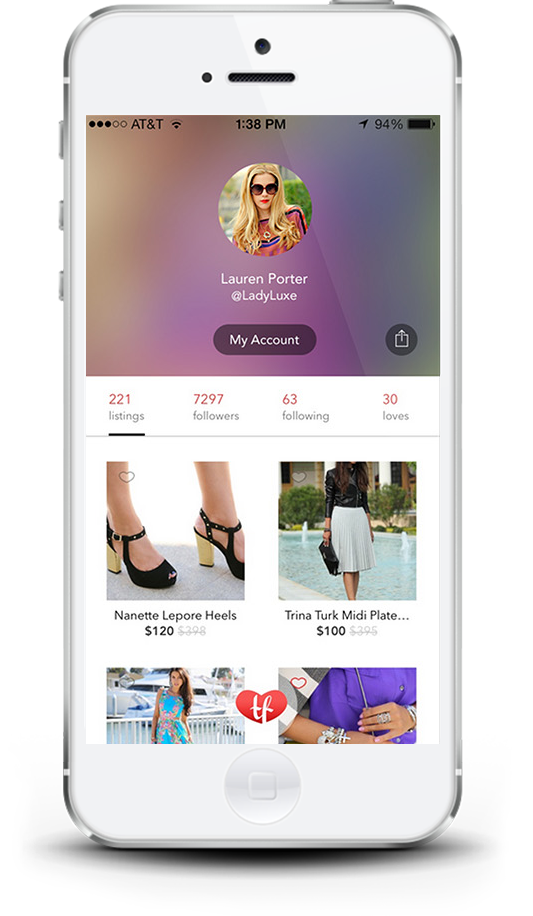 AT&T 1:38 PM 94%
Lauren Porter
@LadyLuxe
My Account
221 7297 63 30
listings followers following loves
Nanette Lepore Heels Trina Turk Midi Plate...
$120 $398 $100 $395
tf